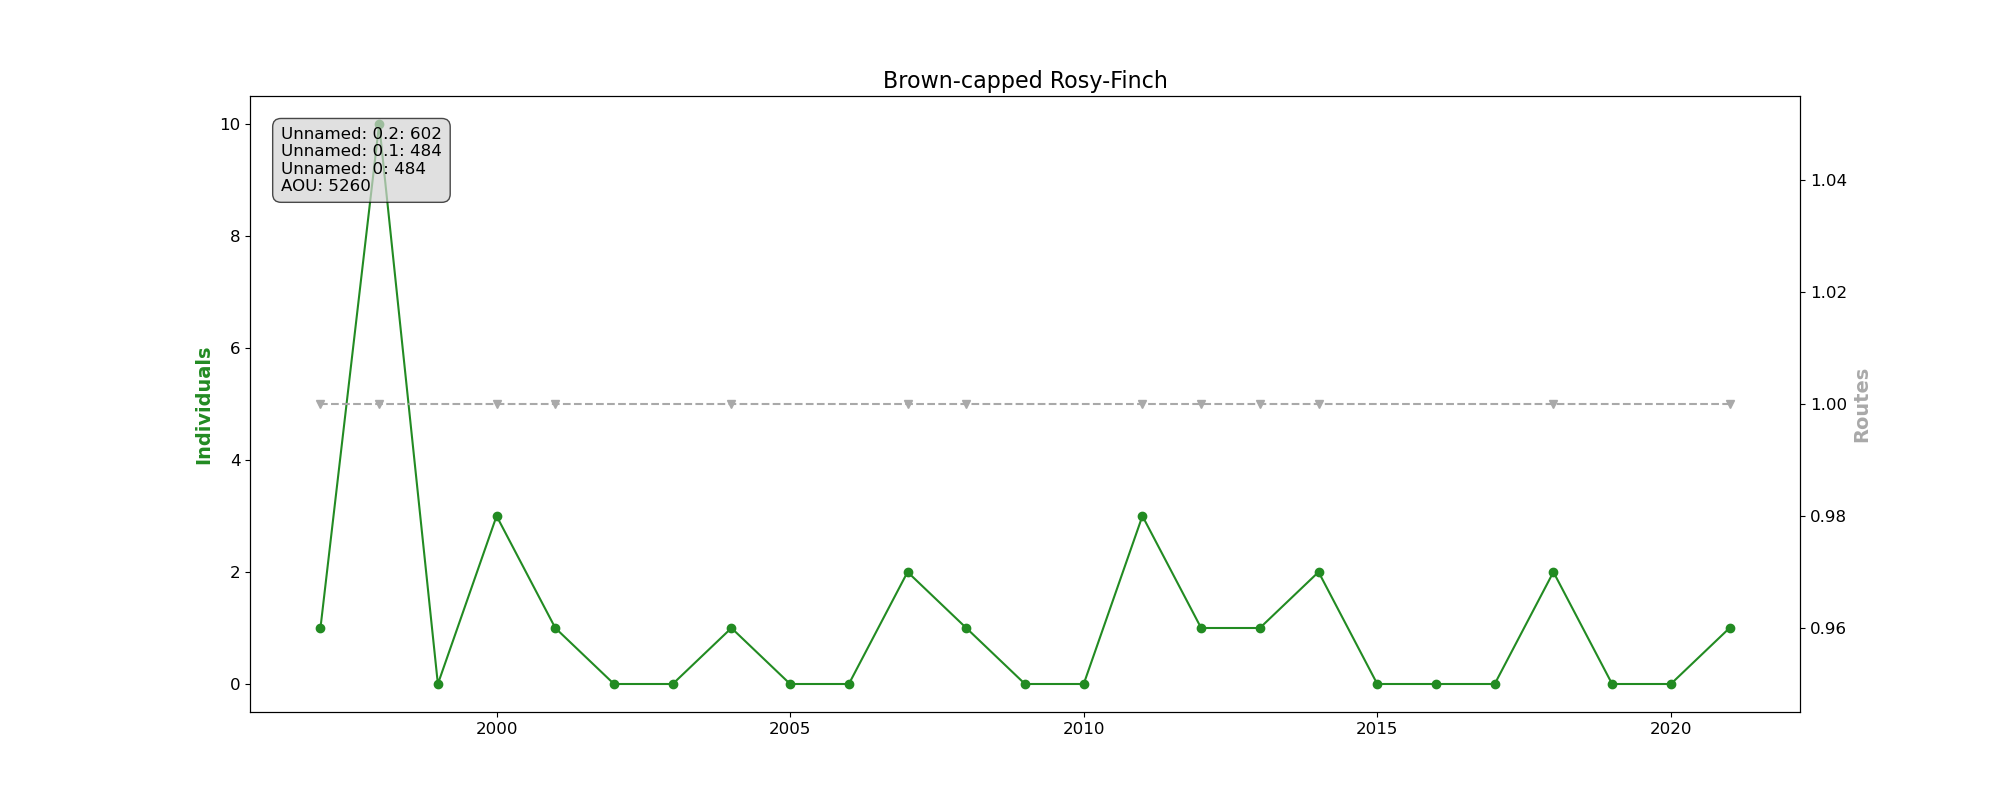 Brown-capped Rosy-Finch
Unnamed: 0.2: 602
Unnamed: 0.1: 484
Unnamed: 0: 484
AOU: 5260
Individuals
10
8
6
4
2
0
2000
2005
2010
2015
2020
1.04
1.02
1.00
0.98
0.96
Routes